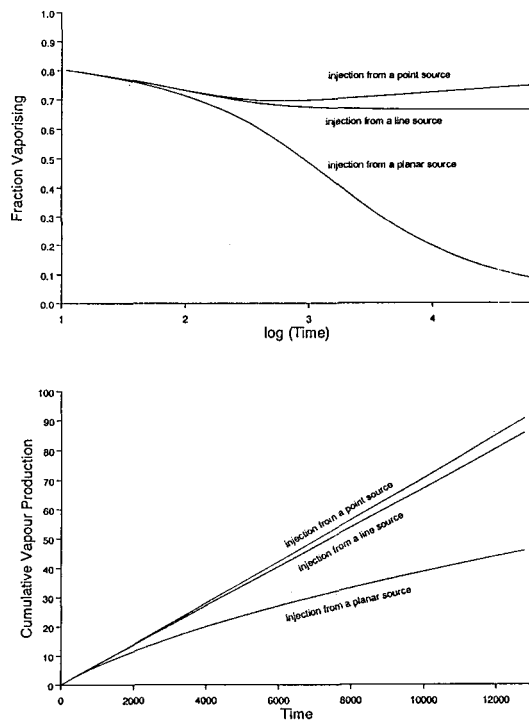 1.0
0.9
0.8
0.7
0.6
0.5
0.4
0.3
0.2
0.1
0.0
Fraction Vaporising
injection from a point source
injection from a line source
injection from a planar source
1 2 3 4
log (Time)
100
90
80
70
60
50
40
30
20
10
0
Cumulative Vapour Production
injection from a point source
injection from a line source
injection from a planar source
0 2000 4000 6000 8000 10000 12000
Time